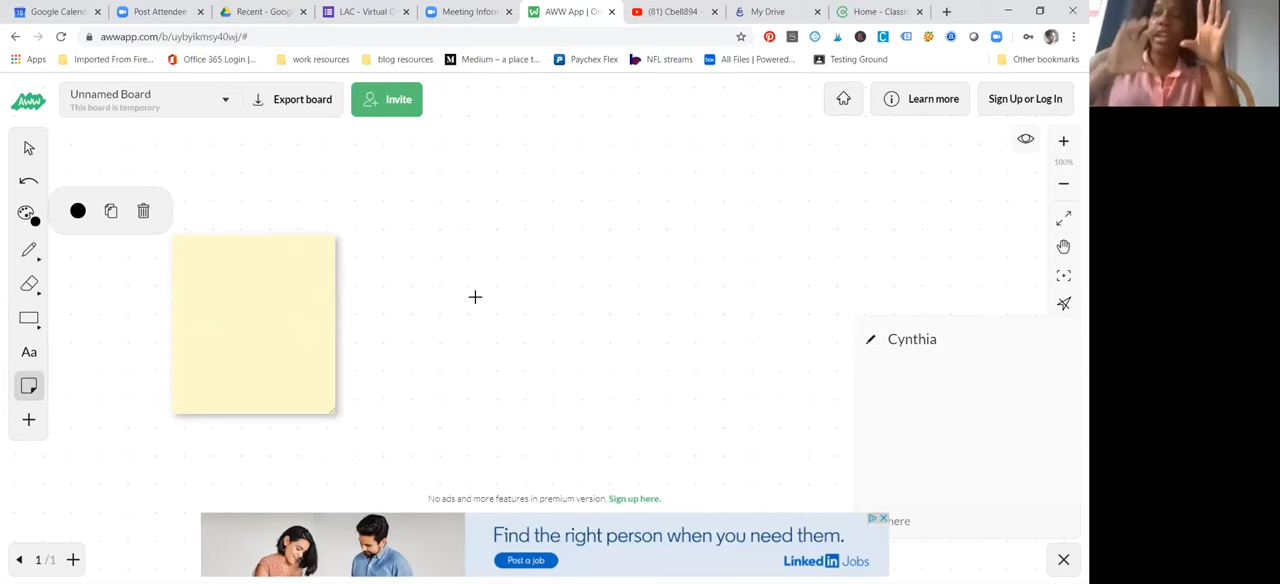 Google Calend
Post Attendee
Recent - Goog
LAC - Virtual C
Meeting Inform
AWW App | On
(81) Cbell894 -
My Drive
Home - Classr
awwapp.com/b/uybyikmsy40wj/#
Apps
Imported From Fire...
Office 365 Login |...
work resources
blog resources
Medium – a place t...
Paychex Flex
NFL streams
All Files | Powered...
Testing Ground
Other bookmarks
AWW
Unnamed Board
This board is temporary
Export board
Invite
Learn more
Sign Up or Log In
100%
Aa
Cynthia
here
No ads and more features in premium version. Sign up here.
Find the right person when you need them.
Post a job
LinkedIn Jobs
1 /1